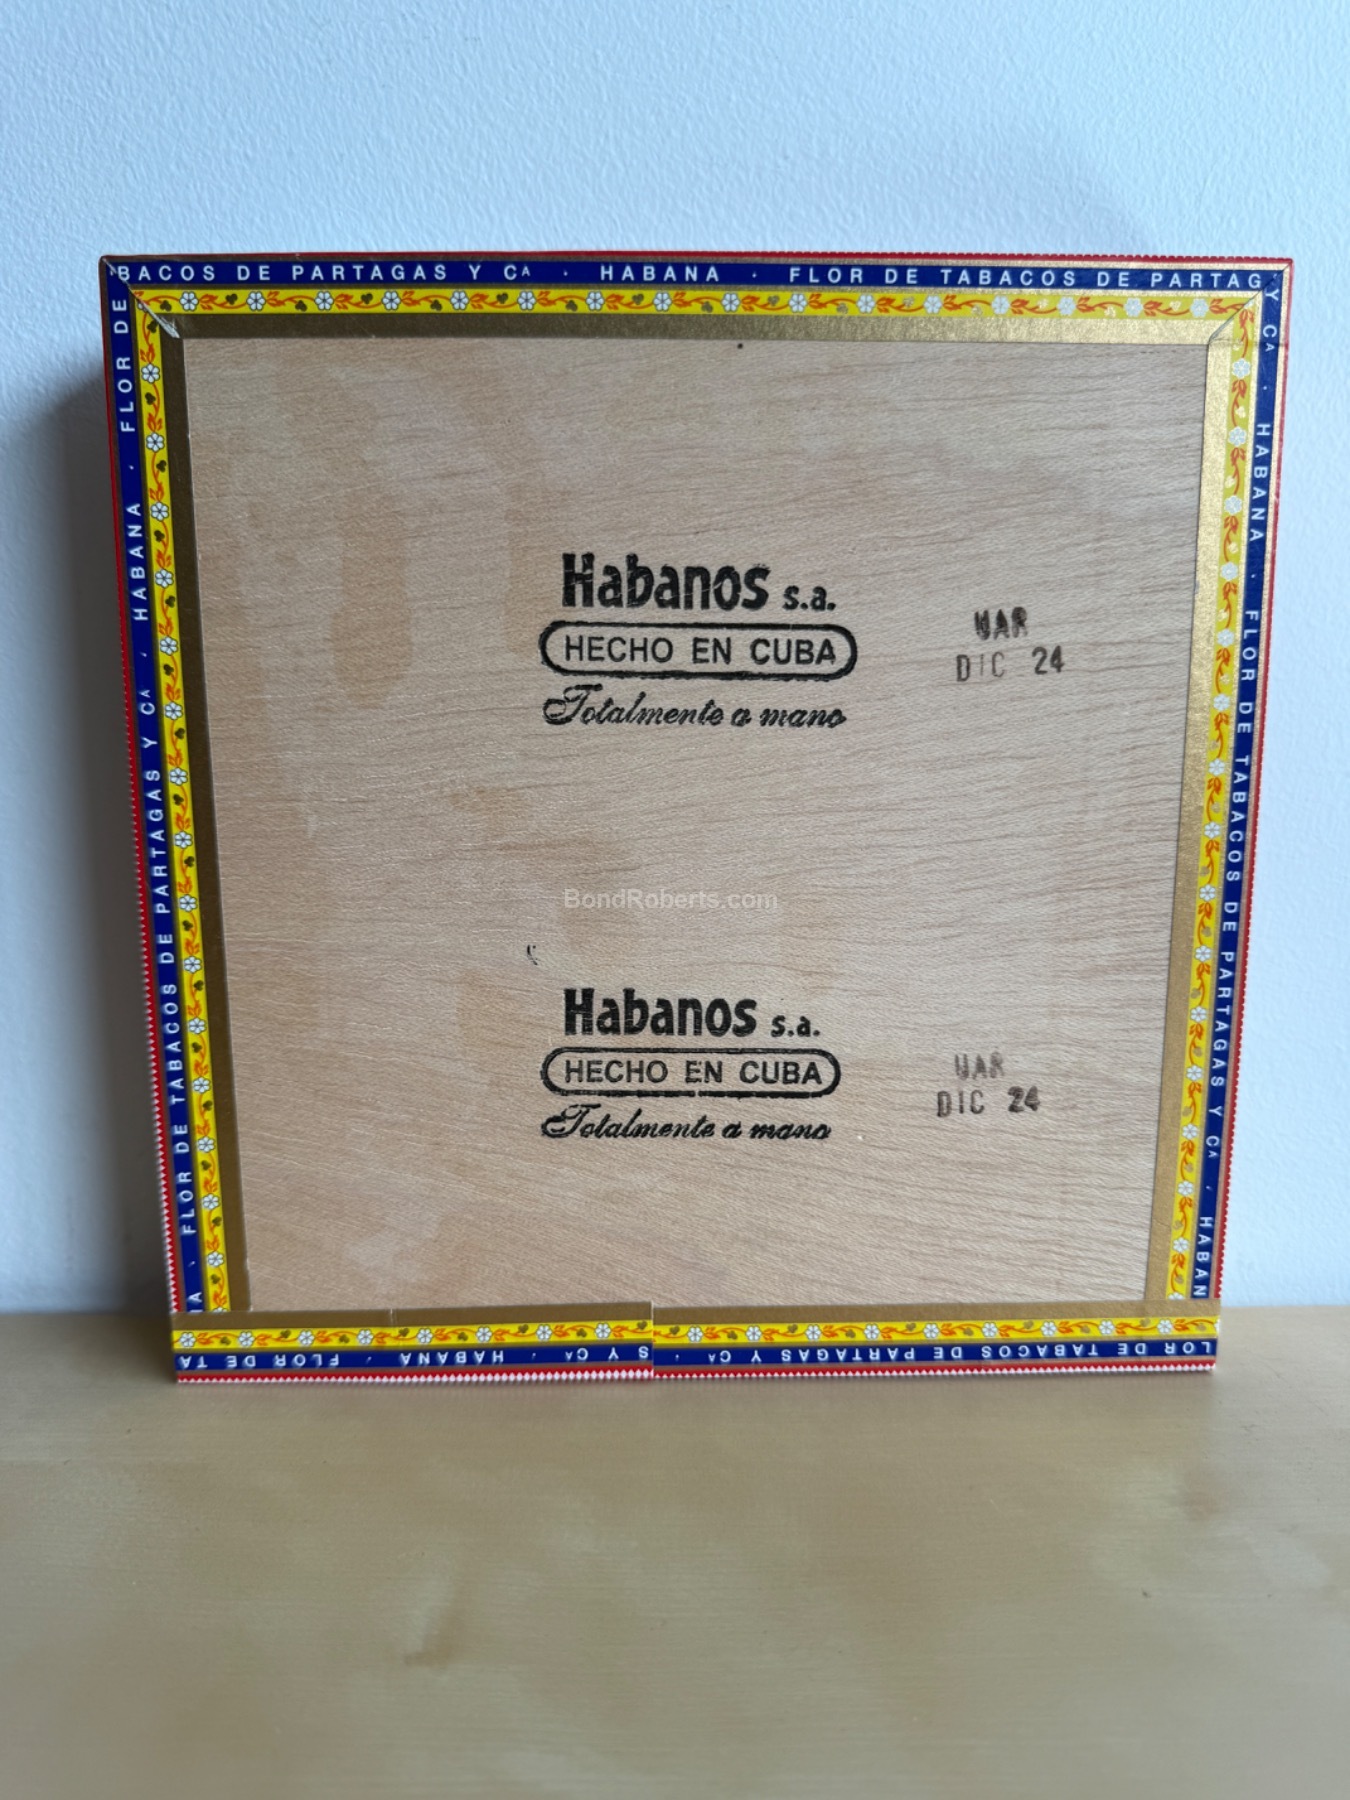 BACOS DE PARTAGAS Y Cᴬ · HABANA · FLOR DE TABACOS DE PARTAG
FLOR DE TABACOS DE PARTAGAS Y Cᴬ · HABANA · FLOR DE
Y Cᴬ · HABANA · FLOR DE TABACOS DE PARTAGAS Y Cᴬ · HABAN
Habanos s.a.
HECHO EN CUBA
Totalmente a mano
DIC 24
BondRoberts.com
Habanos s.a.
HECHO EN CUBA
Totalmente a mano
DIC 24
S Y Cᴬ · HABANA · FLOR DE TA
LOR DE TABACOS DE PARTAGAS Y Cᴬ ·